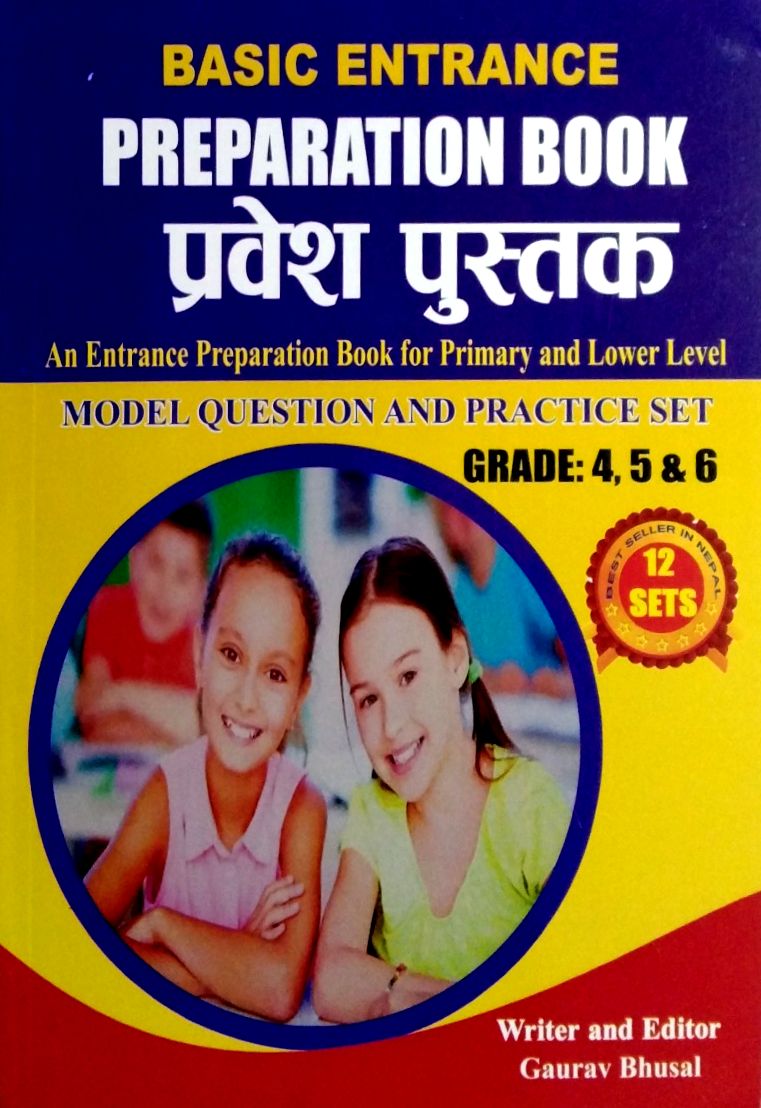 BASIC ENTRANCE
PREPARATION BOOK
प्रवेश पुस्तक
An Entrance Preparation Book for Primary and Lower Level
MODEL QUESTION AND PRACTICE SET
GRADE: 4, 5 & 6
BEST SELLER IN NEPAL
12
SETS
Writer and Editor
Gaurav Bhusal